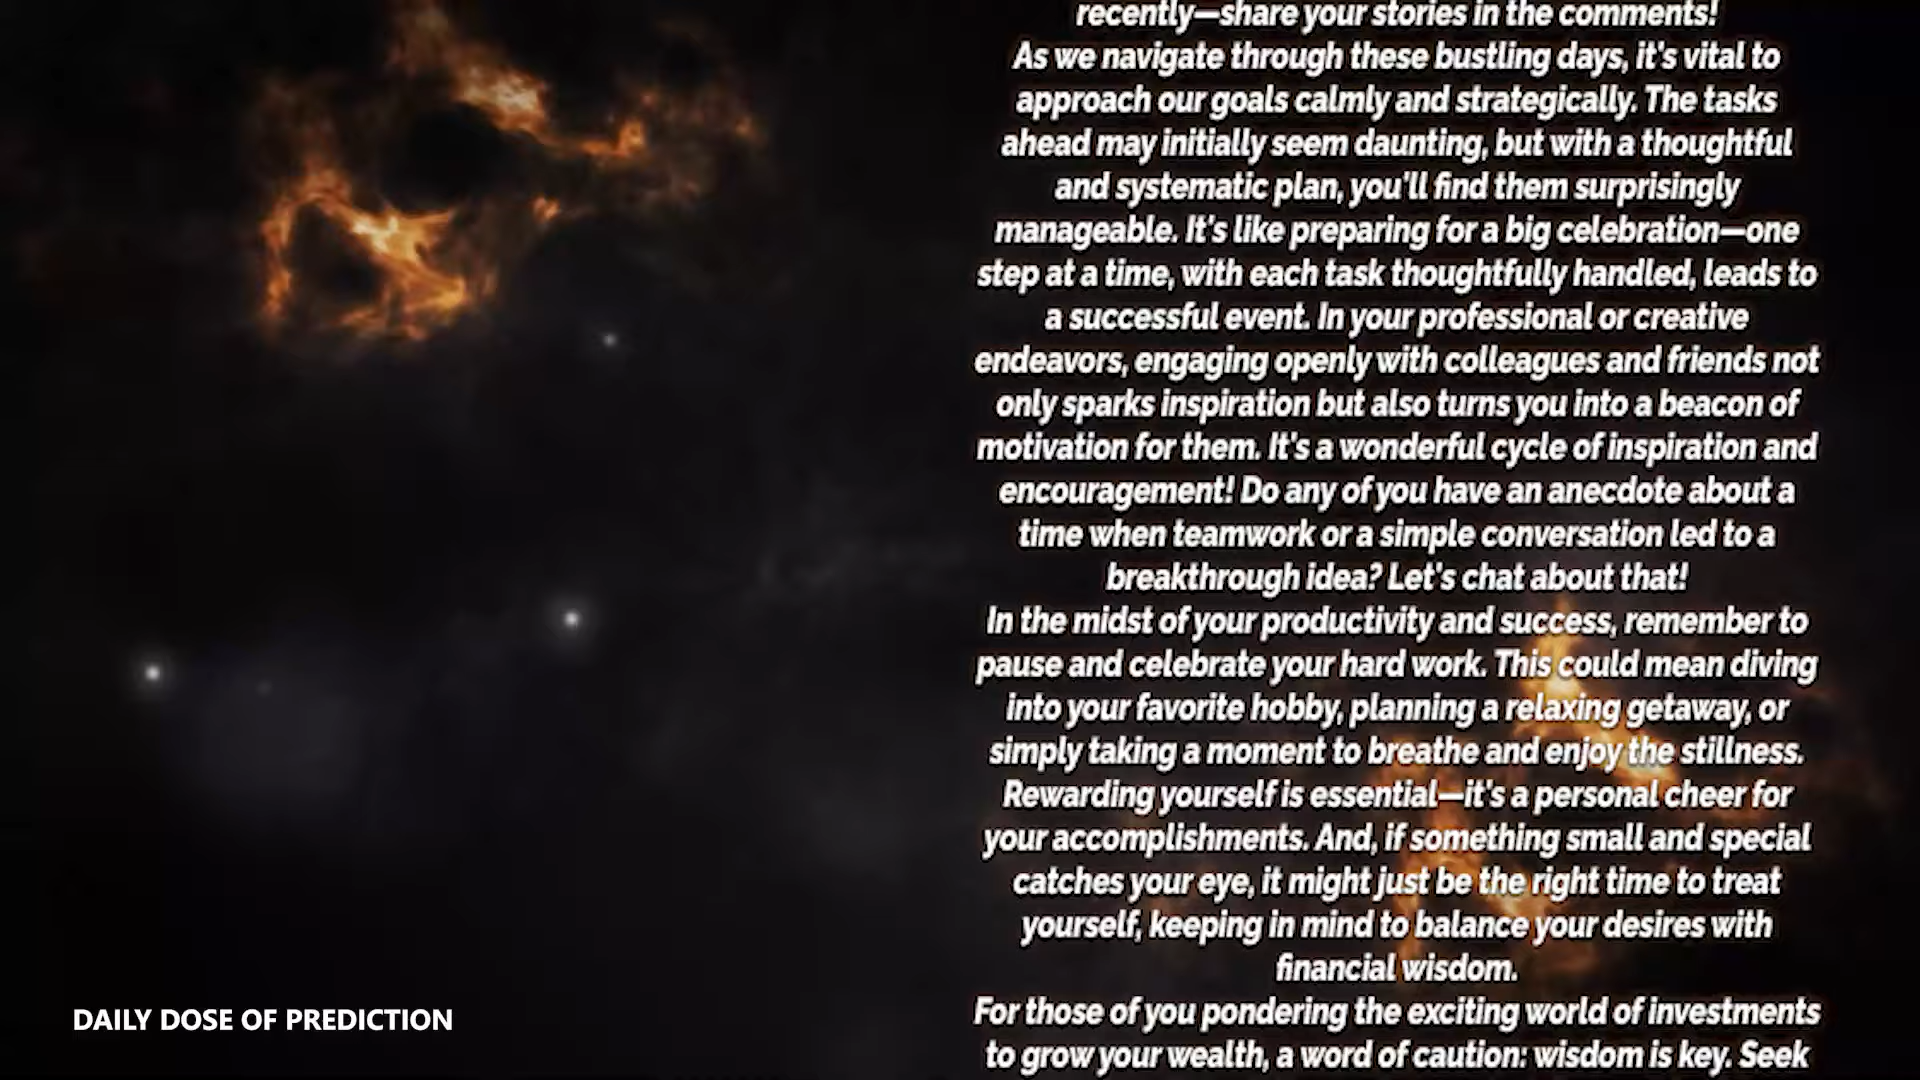 recently—share your stories in the comments!
As we navigate through these bustling days, it's vital to
approach our goals calmly and strategically. The tasks
ahead may initially seem daunting, but with a thoughtful
and systematic plan, you'll find them surprisingly
manageable. It's like preparing for a big celebration—one
step at a time, with each task thoughtfully handled, leads to
a successful event. In your professional or creative
endeavors, engaging openly with colleagues and friends not
only sparks inspiration but also turns you into a beacon of
motivation for them. It's a wonderful cycle of inspiration and
encouragement! Do any of you have an anecdote about a
time when teamwork or a simple conversation led to a
breakthrough idea? Let's chat about that!
In the midst of your productivity and success, remember to
pause and celebrate your hard work. This could mean diving
into your favorite hobby, planning a relaxing getaway, or
simply taking a moment to breathe and enjoy the stillness.
Rewarding yourself is essential—it's a personal cheer for
your accomplishments. And, if something small and special
catches your eye, it might just be the right time to treat
yourself, keeping in mind to balance your desires with
financial wisdom.
For those of you pondering the exciting world of investments
to grow your wealth, a word of caution: wisdom is key. Seek
DAILY DOSE OF PREDICTION